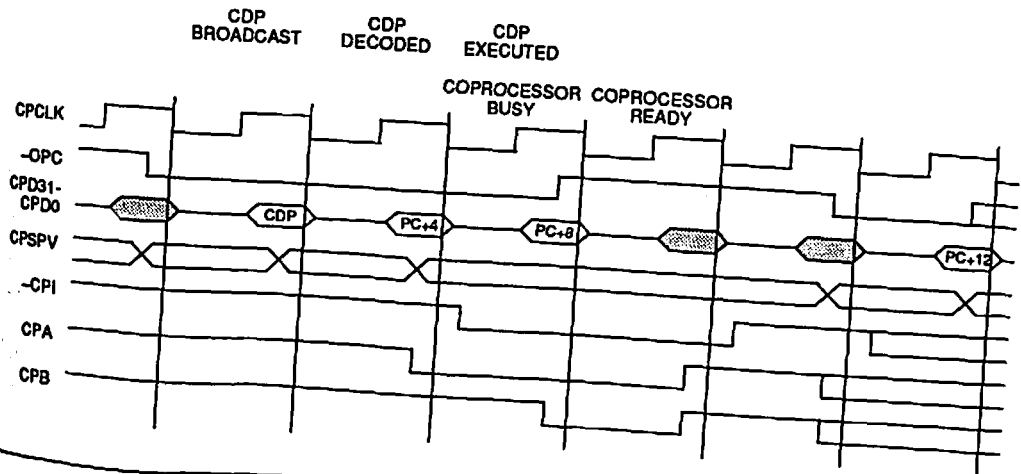 CDP
BROADCAST
CDP
DECODED
CDP
EXECUTED
COPROCESSOR
BUSY
COPROCESSOR
READY
CPCLK
-OPC
CPD31-
CPD0
CDP
PC+4
PC+8
PC+12
CPSPV
-CPI
CPA
CPB